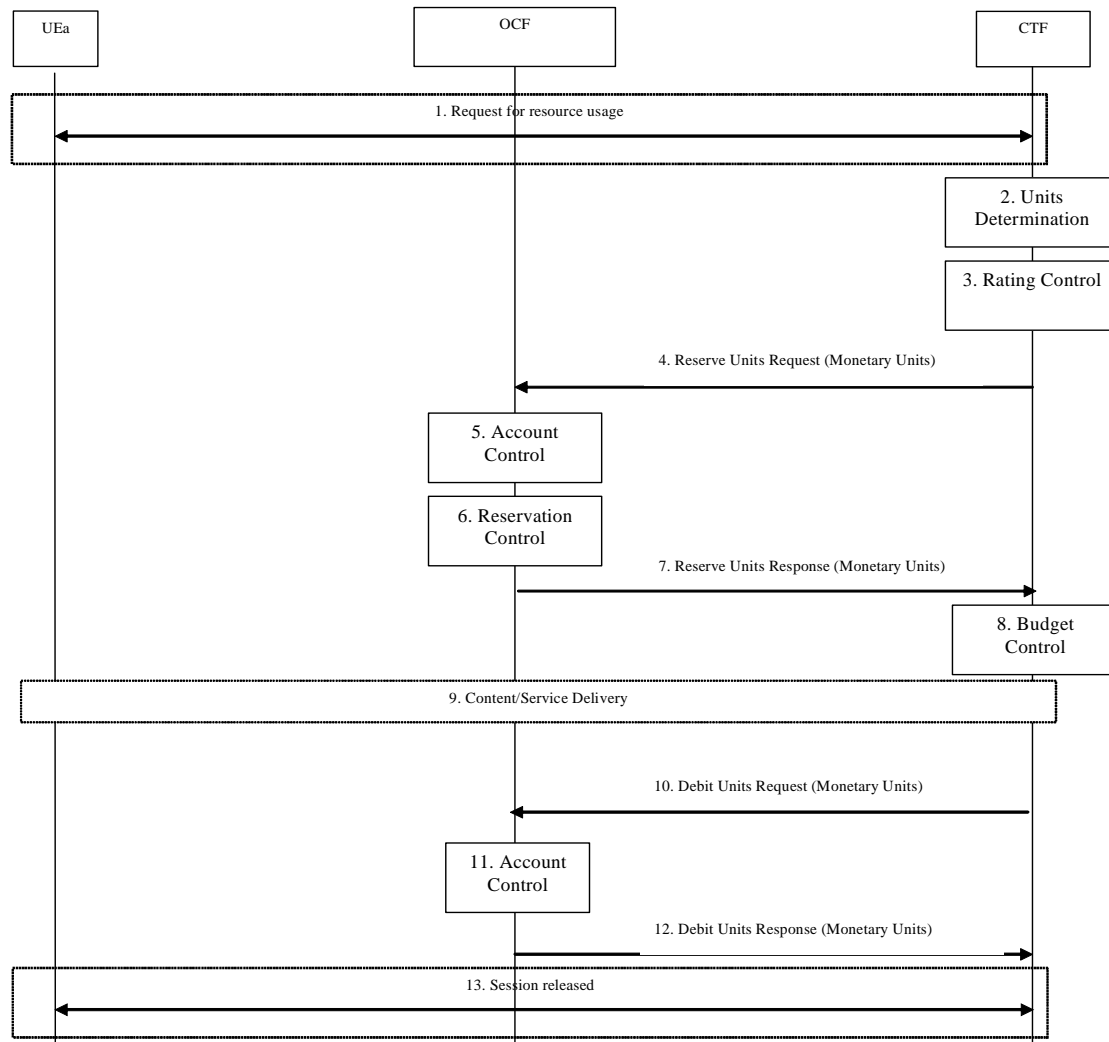 UEa
OCF
CTF
1. Request for resource usage
2. Units
Determination
3. Rating Control
4. Reserve Units Request (Monetary Units)
5. Account
Control
6. Reservation
Control
7. Reserve Units Response (Monetary Units)
8. Budget
Control
9. Content/Service Delivery
10. Debit Units Request (Monetary Units)
11. Account
Control
12. Debit Units Response (Monetary Units)
13. Session released